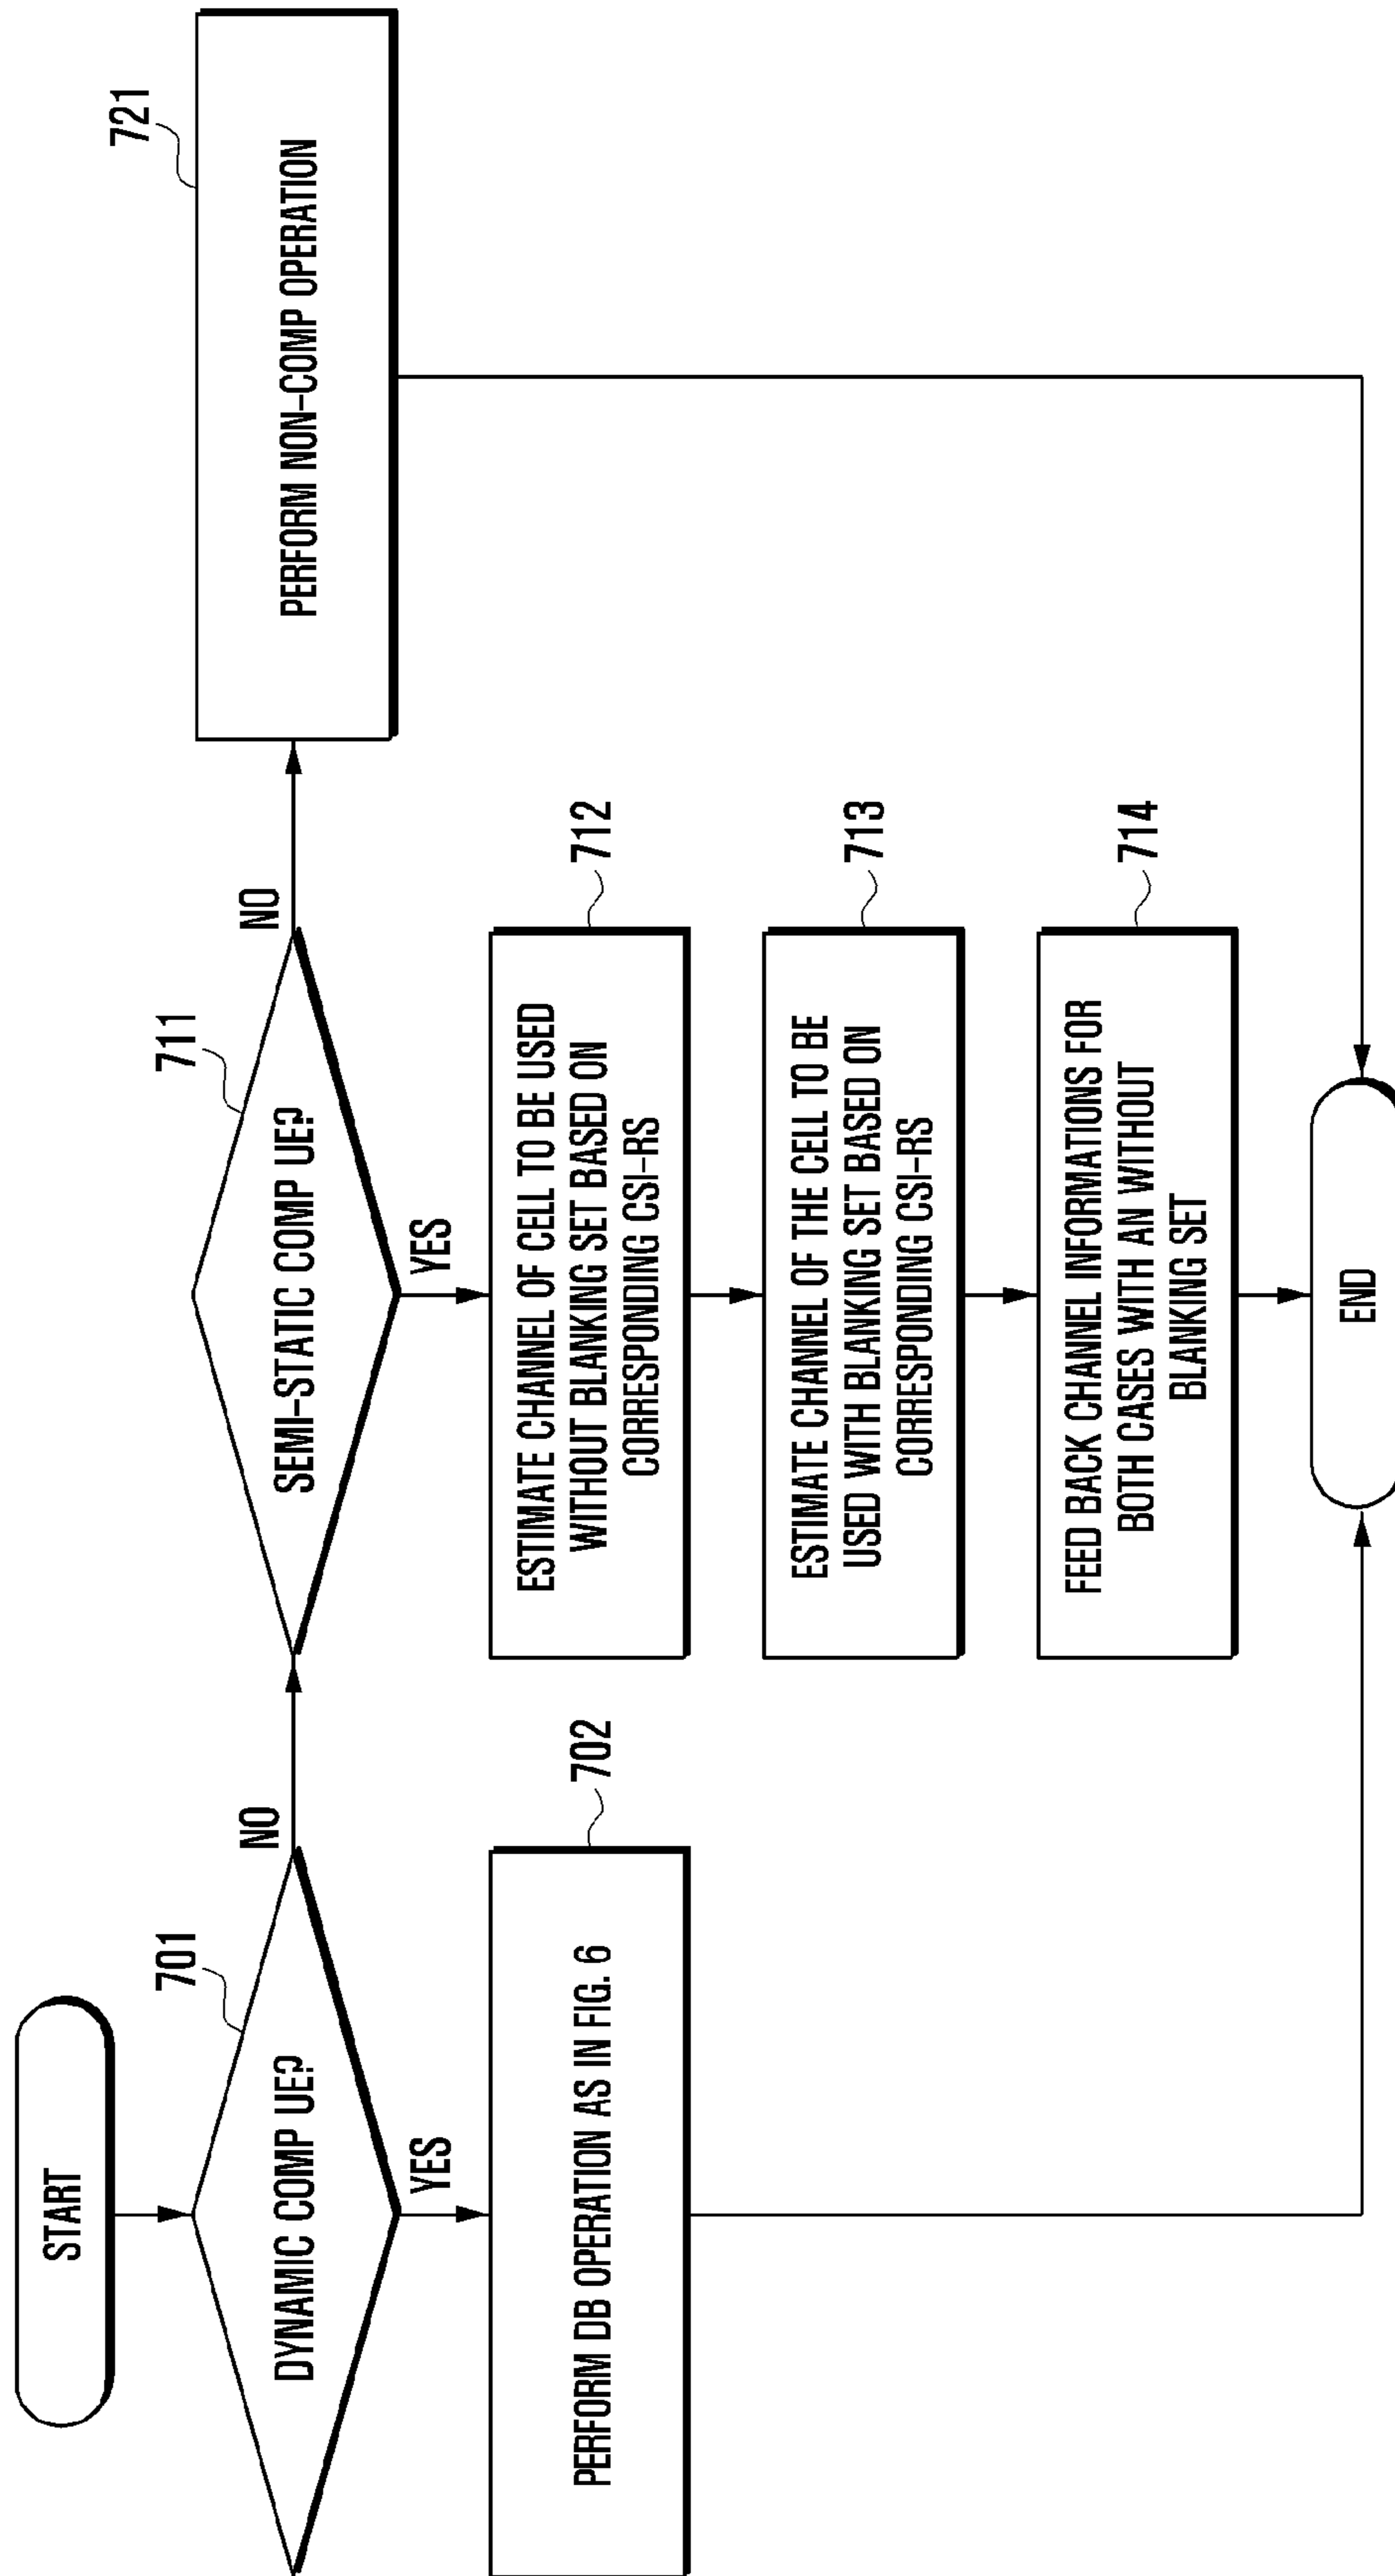 START
701
DYNAMIC COMP UE?
NO
YES
702
PERFORM DB OPERATION AS IN FIG. 6
711
SEMI-STATIC COMP UE?
NO
YES
712
ESTIMATE CHANNEL OF CELL TO BE USED
WITHOUT BLANKING SET BASED ON
CORRESPONDING CSI-RS
713
ESTIMATE CHANNEL OF THE CELL TO BE
USED WITH BLANKING SET BASED ON
CORRESPONDING CSI-RS
714
FEED BACK CHANNEL INFORMATIONS FOR
BOTH CASES WITH AN WITHOUT
BLANKING SET
721
PERFORM NON-COMP OPERATION
END